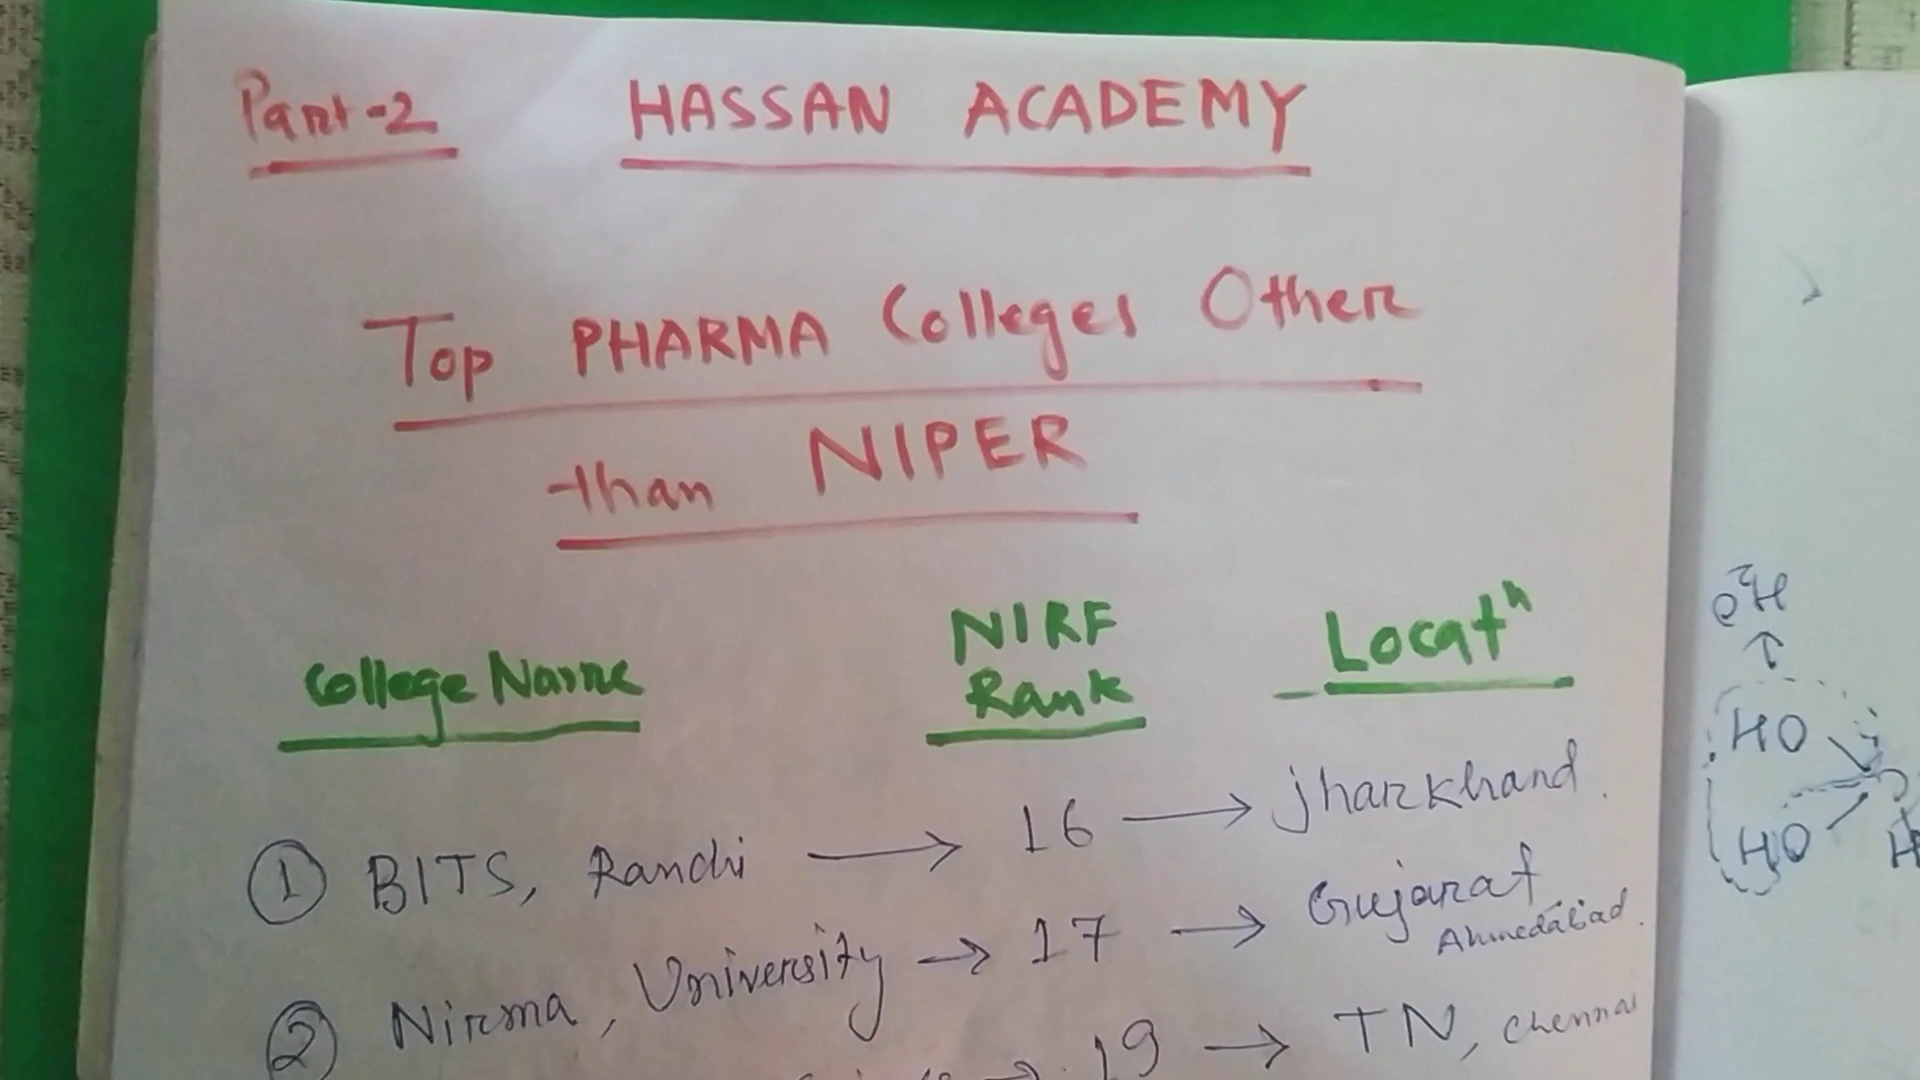 Part-2 HASSAN ACADEMY
Top PHARMA Colleges Other
than NIPER
College Name NIRF Rank Locatⁿ
① BITS, Ranchi → 16 → jharkhand.
② Nirma, University → 17 → Gujarat
Ahmedabad.
→ 19 → TN, Chennai
H2O
↑
HO
HO
H